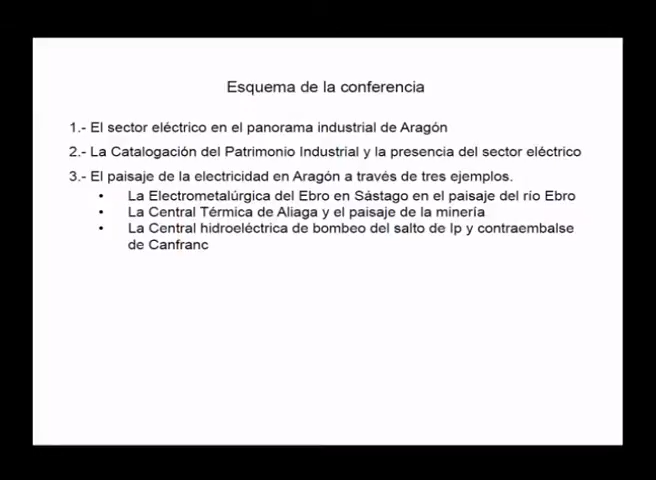 Esquema de la conferencia
1.- El sector eléctrico en el panorama industrial de Aragón
2.- La Catalogación del Patrimonio Industrial y la presencia del sector eléctrico
3.- El paisaje de la electricidad en Aragón a través de tres ejemplos.
• La Electrometalúrgica del Ebro en Sástago en el paisaje del río Ebro
• La Central Térmica de Aliaga y el paisaje de la minería
• La Central hidroeléctrica de bombeo del salto de Ip y contraembalse
de Canfranc